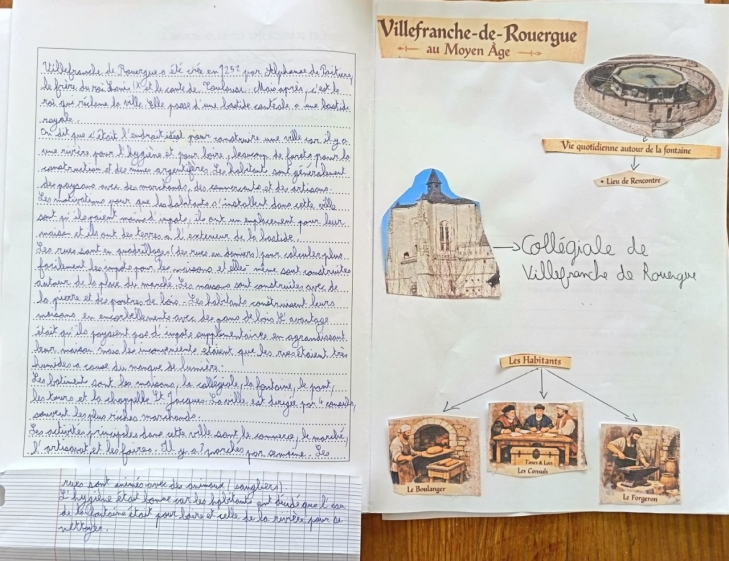 Villefranche de Rouergue a été crée en 1252 par Alphonse de Poitiers,
le frère du roi Louis IX et le comte de Toulouse. Mais après, c'est le
roi qui réclame la ville. Elle passe d'une bastide comtale a une bastide
royale.
On dit que c'était l'endroit idéal pour construire une ville car il y a
une rivière pour l'hygiène et pour boire, beaucoup de forêts pour la
construction et des mines argentifères. Les habitants sont généralement
des paysans avec des marchands, des commerçants et des artisans.
Les motivations pour que les habitants s'installent dans cette ville
sont qu'ils paient moins d'impôts, ils ont un emplacement pour leur
maison et ils ont des terres a l'exterieur de la bastide.
Les rues sont en quadrillage (des rues en damiers) pour calculer plus
facilement les impôts par les maisons et elles-même sont construites
autour de la place du marché. Les maisons sont construites avec de
la pierre et des poutres de bois. Les habitants construisent leurs
maisons en encorbellements avec des pans de bois. L'avantage
était qu'ils payaient pas d'impôts supplémentaires en agrandissant
leur maison mais les inconvénients étaient que les rues étaient très
humides a cause du manque de lumière.
Les bâtiments sont les maisons, la collégiale, la fontaine, le pont,
les tours et la chapelle St Jacques. La ville est dirigée par 4 consuls,
souvent les plus riches marchands.
Les activités principales dans cette ville sont le commerce, le marché,
l'artisanat et les foires. Il y a marchés par semaine. Les
rues sont animées avec des animaux (sangliers).
L'hygiène était bonne car les habitants ont décidé que l'eau
de la fontaine était pour boire et celle de la rivière pour se
nettoyer.
Villefranche-de-Rouergue
au Moyen Âge
Vie quotidienne autour de la fontaine
• Lieu de Rencontre
Collégiale de
Villefranche de Rouergue
Les Habitants
Le Boulanger
Taxes & Lois
Les Consuls
Le Forgeron